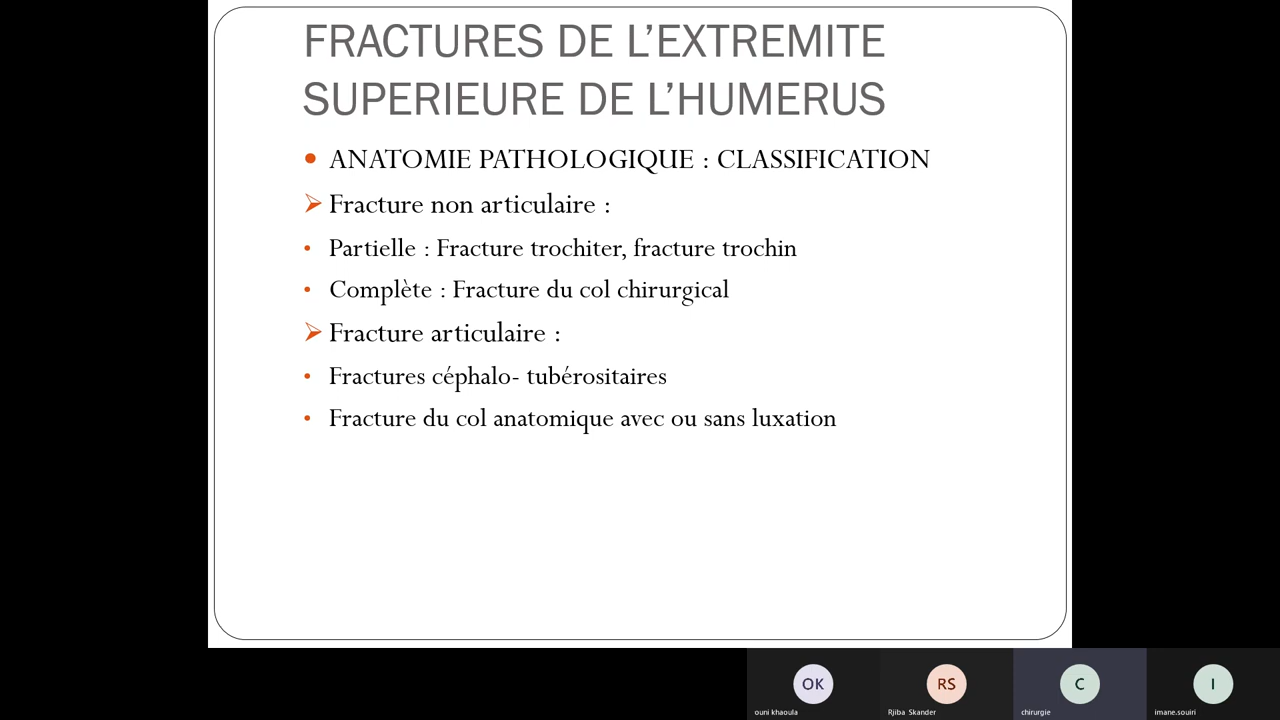 FRACTURES DE L’EXTREMITE
SUPERIEURE DE L’HUMERUS
ANATOMIE PATHOLOGIQUE : CLASSIFICATION
Fracture non articulaire :
Partielle : Fracture trochiter, fracture trochin
Complète : Fracture du col chirurgical
Fracture articulaire :
Fractures céphalo- tubérositaires
Fracture du col anatomique avec ou sans luxation
OK
RS
C
I
ouni khaoula
Rjiba Skander
chirurgie
imane.souiri